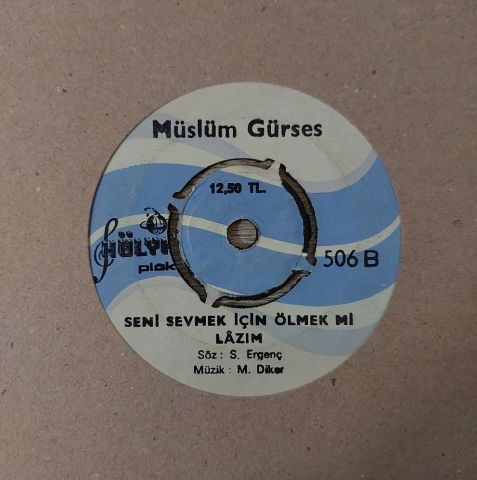 Müslüm Gürses
12,50 TL.
plak
506 B
SENİ SEVMEK İÇİN ÖLMEK Mİ
LÂZIM
Söz : S. Ergenç
Müzik : M. Diker